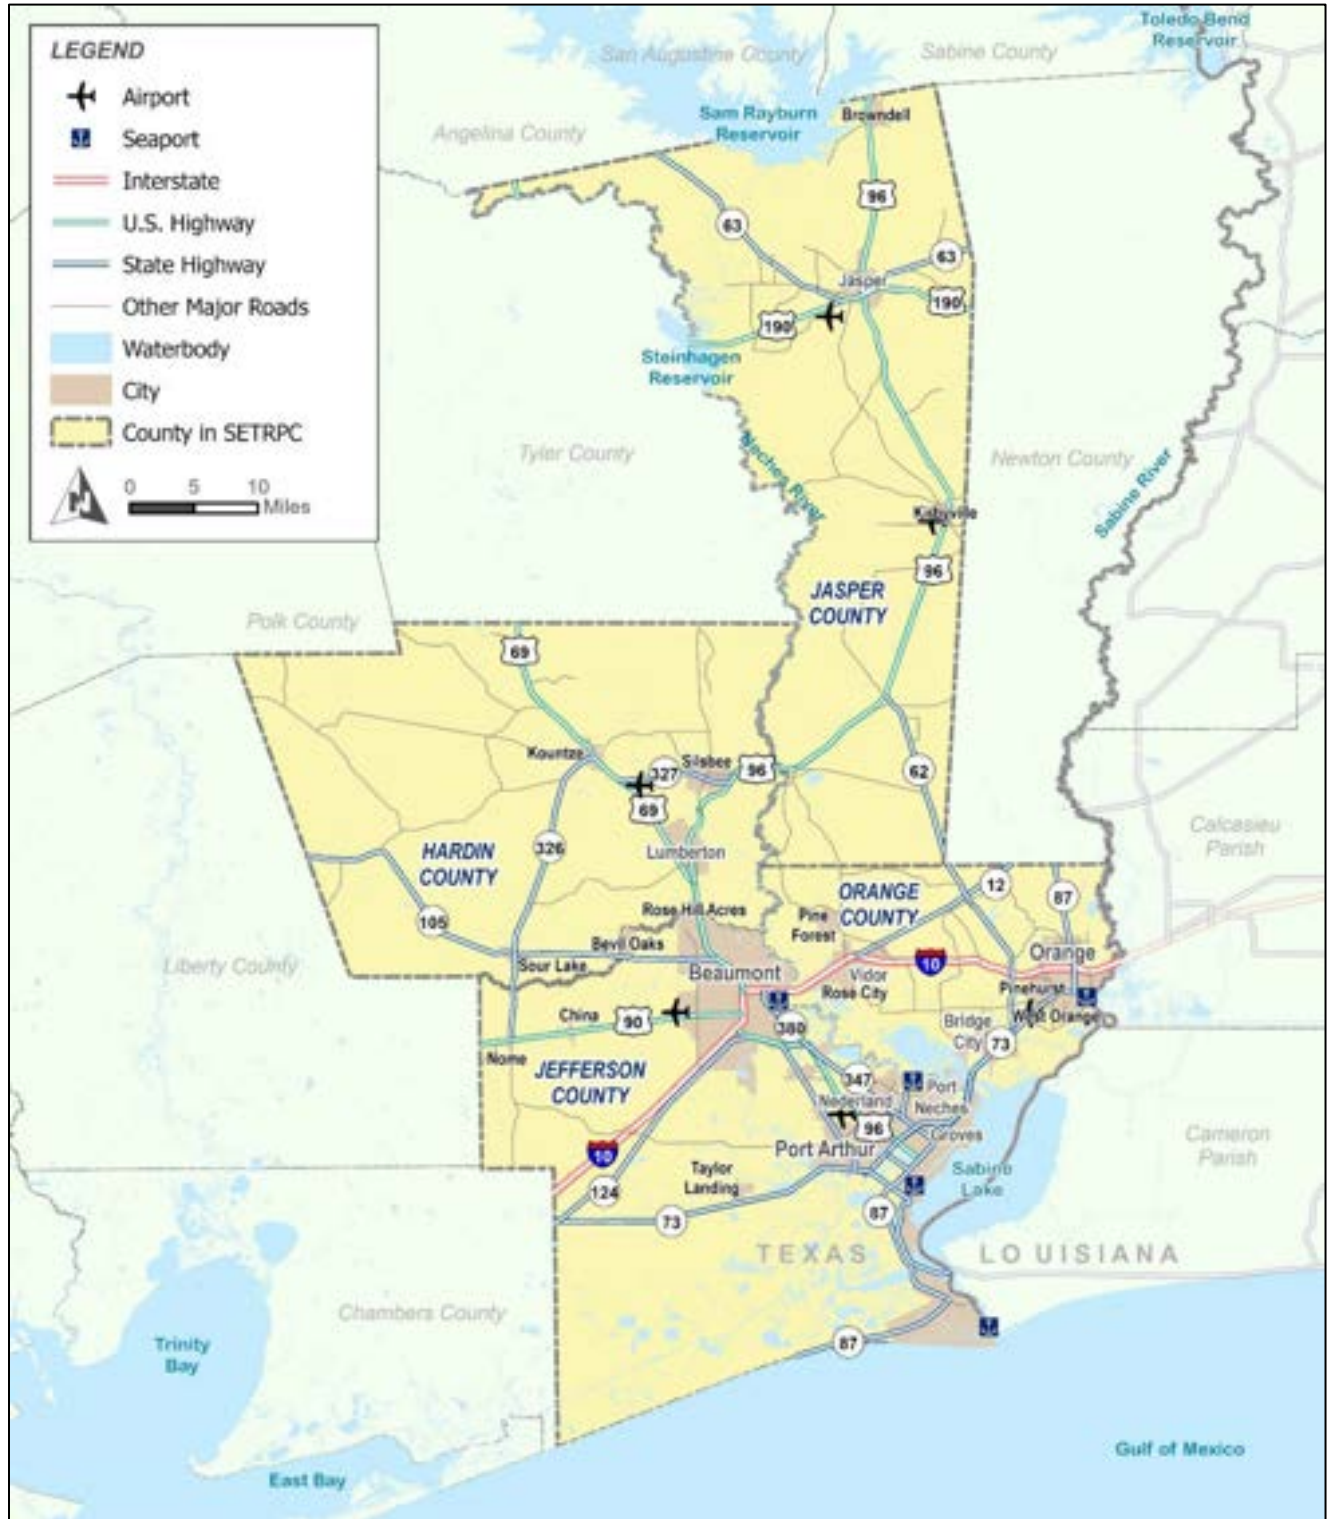 LEGEND
Airport
Seaport
Interstate
U.S. Highway
State Highway
Other Major Roads
Waterbody
City
County in SETRPC
N
0 5 10
Miles
Toledo Bend
Reservoir
San Augustine County
Sabine County
Sam Rayburn
Reservoir
Browndell
Angelina County
96
63
63
Jasper
190
190
Steinhagen
Reservoir
Tyler County
Neches River
Newton County
Sabine River
Kirbyville
96
JASPER
COUNTY
Polk County
69
Kountze
327
Silsbee
96
69
62
326
Lumberton
HARDIN
COUNTY
Calcasieu
Parish
ORANGE
COUNTY
12
87
105
Rose Hill Acres
Pine
Forest
Bevil Oaks
Orange
Liberty County
Sour Lake
Beaumont
10
Vidor
Rose City
Pinehurst
West Orange
China
90
380
Bridge
City
73
Nome
JEFFERSON
COUNTY
347
Port
Neches
Nederland
96
Groves
Port Arthur
10
Cameron
Parish
Taylor
Landing
Sabine
Lake
124
73
87
TEXAS
LOUISIANA
Chambers County
Trinity
Bay
87
Gulf of Mexico
East Bay